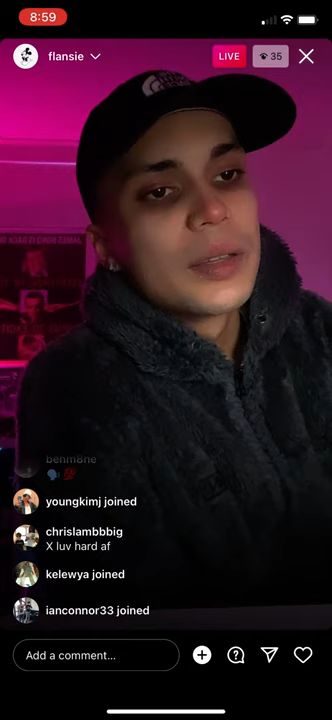 8:59
flansie
LIVE
35
benm8ne
🗣️💯
youngkimj joined
chrislambbbig
X luv hard af
kelewya joined
ianconnor33 joined
Add a comment...